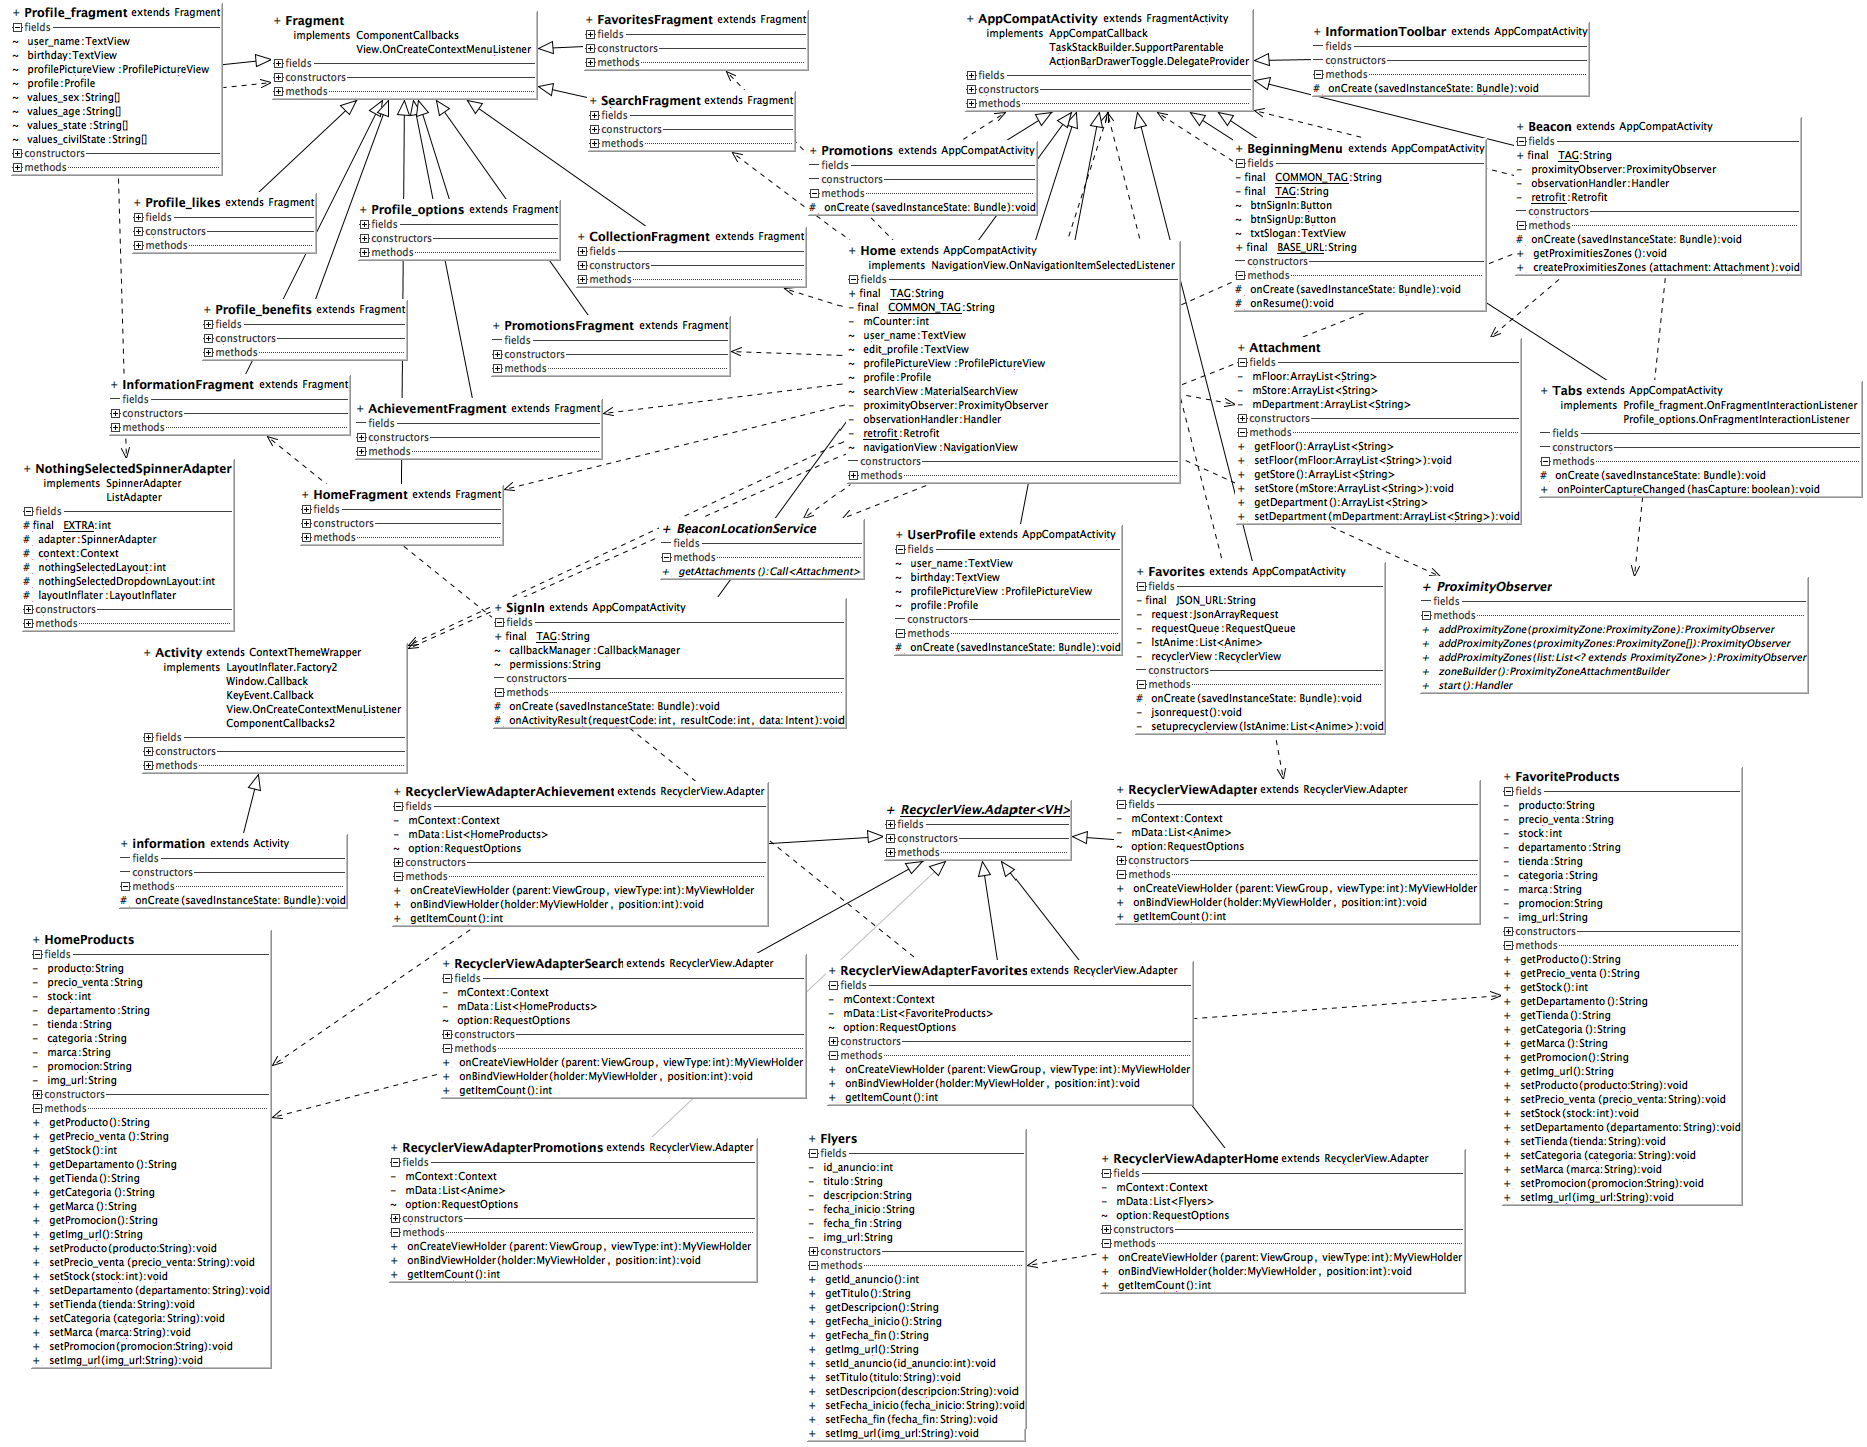 + Profile_fragment extends Fragment
fields
~ user_name:TextView
~ birthday:TextView
~ profilePictureView:ProfilePictureView
~ profile:Profile
~ values_sex:String[]
~ values_age:String[]
~ values_state:String[]
~ values_civilState:String[]
constructors
methods
+ Fragment
implements ComponentCallbacks
View.OnCreateContextMenuListener
fields
constructors
methods
+ FavoritesFragment extends Fragment
fields
constructors
methods
+ SearchFragment extends Fragment
fields
constructors
methods
+ AppCompatActivity extends FragmentActivity
implements AppCompatCallback
TaskStackBuilder.SupportParentable
ActionBarDrawerToggle.DelegateProvider
fields
constructors
methods
+ InformationToolbar extends AppCompatActivity
fields
constructors
methods
# onCreate(savedInstanceState: Bundle):void
+ Promotions extends AppCompatActivity
fields
constructors
methods
# onCreate(savedInstanceState: Bundle):void
+ BeginningMenu extends AppCompatActivity
fields
- final COMMON_TAG:String
- final TAG:String
~ btnSignIn:Button
~ btnSignUp:Button
~ txtSlogan:TextView
+ final BASE_URL:String
constructors
methods
# onCreate(savedInstanceState: Bundle):void
# onResume():void
+ Beacon extends AppCompatActivity
fields
+ final TAG:String
- proximityObserver:ProximityObserver
- observationHandler:Handler
- retrofit:Retrofit
constructors
methods
# onCreate(savedInstanceState: Bundle):void
+ getProximitiesZones():void
+ createProximitiesZones(attachment:Attachment):void
+ Profile_likes extends Fragment
fields
constructors
methods
+ Profile_options extends Fragment
fields
constructors
methods
+ CollectionFragment extends Fragment
fields
constructors
methods
+ Home extends AppCompatActivity
implements NavigationView.OnNavigationItemSelectedListener
fields
+ final TAG:String
- final COMMON_TAG:String
- mCounter:int
~ user_name:TextView
~ edit_profile:TextView
~ profilePictureView:ProfilePictureView
~ profile:Profile
~ searchView:MaterialSearchView
- proximityObserver:ProximityObserver
- observationHandler:Handler
- retrofit:Retrofit
~ navigationView:NavigationView
constructors
methods
+ Profile_benefits extends Fragment
fields
constructors
methods
+ PromotionsFragment extends Fragment
fields
constructors
methods
+ Attachment
fields
- mFloor:ArrayList<String>
- mStore:ArrayList<String>
- mDepartment:ArrayList<String>
constructors
methods
+ getFloor():ArrayList<String>
+ setFloor(mFloor:ArrayList<String>):void
+ getStore():ArrayList<String>
+ setStore(mStore:ArrayList<String>):void
+ getDepartment():ArrayList<String>
+ setDepartment(mDepartment:ArrayList<String>):void
+ Tabs extends AppCompatActivity
implements Profile_fragment.OnFragmentInteractionListener
Profile_options.OnFragmentInteractionListener
fields
constructors
methods
# onCreate(savedInstanceState: Bundle):void
+ onPointerCaptureChanged(hasCapture:boolean):void
+ InformationFragment extends Fragment
fields
constructors
methods
+ AchievementFragment extends Fragment
fields
constructors
methods
+ NothingSelectedSpinnerAdapter
implements SpinnerAdapter
ListAdapter
fields
# final EXTRA:int
# adapter:SpinnerAdapter
# context:Context
# nothingSelectedLayout:int
# nothingSelectedDropdownLayout:int
# layoutInflater:LayoutInflater
constructors
methods
+ HomeFragment extends Fragment
fields
constructors
methods
+ BeaconLocationService
fields
methods
+ getAttachments():Call<Attachment>
+ UserProfile extends AppCompatActivity
fields
~ user_name:TextView
~ birthday:TextView
~ profilePictureView:ProfilePictureView
~ profile:Profile
constructors
methods
# onCreate(savedInstanceState: Bundle):void
+ Favorites extends AppCompatActivity
fields
- final JSON_URL:String
- request:JsonArrayRequest
- requestQueue:RequestQueue
- lstAnime:List<Anime>
- recyclerView:RecyclerView
constructors
methods
# onCreate(savedInstanceState: Bundle):void
- jsonrequest():void
- setuprecyclerview(lstAnime:List<Anime>):void
+ ProximityObserver
fields
methods
+ addProximityZone(proximityZone:ProximityZone):ProximityObserver
+ addProximityZones(proximityZones:ProximityZone[]):ProximityObserver
+ addProximityZones(list:List<? extends ProximityZone>):ProximityObserver
+ zoneBuilder():ProximityZoneAttachmentBuilder
+ start():Handler
+ SignIn extends AppCompatActivity
fields
+ final TAG:String
~ callbackManager:CallbackManager
~ permissions:String
constructors
methods
# onCreate(savedInstanceState: Bundle):void
# onActivityResult(requestCode:int, resultCode:int, data:Intent):void
+ Activity extends ContextThemeWrapper
implements LayoutInflater.Factory2
Window.Callback
KeyEvent.Callback
View.OnCreateContextMenuListener
ComponentCallbacks2
fields
constructors
methods
+ information extends Activity
fields
constructors
methods
# onCreate(savedInstanceState: Bundle):void
+ RecyclerViewAdapterAchievement extends RecyclerView.Adapter
fields
- mContext:Context
- mData:List<HomeProducts>
~ option:RequestOptions
constructors
methods
+ onCreateViewHolder(parent:ViewGroup, viewType:int):MyViewHolder
+ onBindViewHolder(holder:MyViewHolder, position:int):void
+ getItemCount():int
+ RecyclerView.Adapter<VH>
fields
constructors
methods
+ RecyclerViewAdapter extends RecyclerView.Adapter
fields
- mContext:Context
- mData:List<Anime>
~ option:RequestOptions
constructors
methods
+ onCreateViewHolder(parent:ViewGroup, viewType:int):MyViewHolder
+ onBindViewHolder(holder:MyViewHolder, position:int):void
+ getItemCount():int
+ FavoriteProducts
fields
- producto:String
- precio_venta:String
- stock:int
- departamento:String
- tienda:String
- categoria:String
- marca:String
- promocion:String
- img_url:String
constructors
methods
+ getProducto():String
+ getPrecio_venta():String
+ getStock():int
+ getDepartamento():String
+ getTienda():String
+ getCategoria():String
+ getMarca():String
+ getPromocion():String
+ getImg_url():String
+ setProducto(producto:String):void
+ setPrecio_venta(precio_venta:String):void
+ setStock(stock:int):void
+ setDepartamento(departamento:String):void
+ setTienda(tienda:String):void
+ setCategoria(categoria:String):void
+ setMarca(marca:String):void
+ setPromocion(promocion:String):void
+ setImg_url(img_url:String):void
+ HomeProducts
fields
- producto:String
- precio_venta:String
- stock:int
- departamento:String
- tienda:String
- categoria:String
- marca:String
- promocion:String
- img_url:String
constructors
methods
+ getProducto():String
+ getPrecio_venta():String
+ getStock():int
+ getDepartamento():String
+ getTienda():String
+ getCategoria():String
+ getMarca():String
+ getPromocion():String
+ getImg_url():String
+ setProducto(producto:String):void
+ setPrecio_venta(precio_venta:String):void
+ setStock(stock:int):void
+ setDepartamento(departamento:String):void
+ setTienda(tienda:String):void
+ setCategoria(categoria:String):void
+ setMarca(marca:String):void
+ setPromocion(promocion:String):void
+ setImg_url(img_url:String):void
+ RecyclerViewAdapterSearch extends RecyclerView.Adapter
fields
- mContext:Context
- mData:List<HomeProducts>
~ option:RequestOptions
constructors
methods
+ onCreateViewHolder(parent:ViewGroup, viewType:int):MyViewHolder
+ onBindViewHolder(holder:MyViewHolder, position:int):void
+ getItemCount():int
+ RecyclerViewAdapterFavorites extends RecyclerView.Adapter
fields
- mContext:Context
- mData:List<FavoriteProducts>
~ option:RequestOptions
constructors
methods
+ onCreateViewHolder(parent:ViewGroup, viewType:int):MyViewHolder
+ onBindViewHolder(holder:MyViewHolder, position:int):void
+ getItemCount():int
+ RecyclerViewAdapterPromotions extends RecyclerView.Adapter
fields
- mContext:Context
- mData:List<Anime>
~ option:RequestOptions
constructors
methods
+ onCreateViewHolder(parent:ViewGroup, viewType:int):MyViewHolder
+ onBindViewHolder(holder:MyViewHolder, position:int):void
+ getItemCount():int
+ Flyers
fields
- id_anuncio:int
- titulo:String
- descripcion:String
- fecha_inicio:String
- fecha_fin:String
- img_url:String
constructors
methods
+ getId_anuncio():int
+ getTitulo():String
+ getDescripcion():String
+ getFecha_inicio():String
+ getFecha_fin():String
+ getImg_url():String
+ setId_anuncio(id_anuncio:int):void
+ setTitulo(titulo:String):void
+ setDescripcion(descripcion:String):void
+ setFecha_inicio(fecha_inicio:String):void
+ setFecha_fin(fecha_fin:String):void
+ setImg_url(img_url:String):void
+ RecyclerViewAdapterHome extends RecyclerView.Adapter
fields
- mContext:Context
- mData:List<Flyers>
~ option:RequestOptions
constructors
methods
+ onCreateViewHolder(parent:ViewGroup, viewType:int):MyViewHolder
+ onBindViewHolder(holder:MyViewHolder, position:int):void
+ getItemCount():int